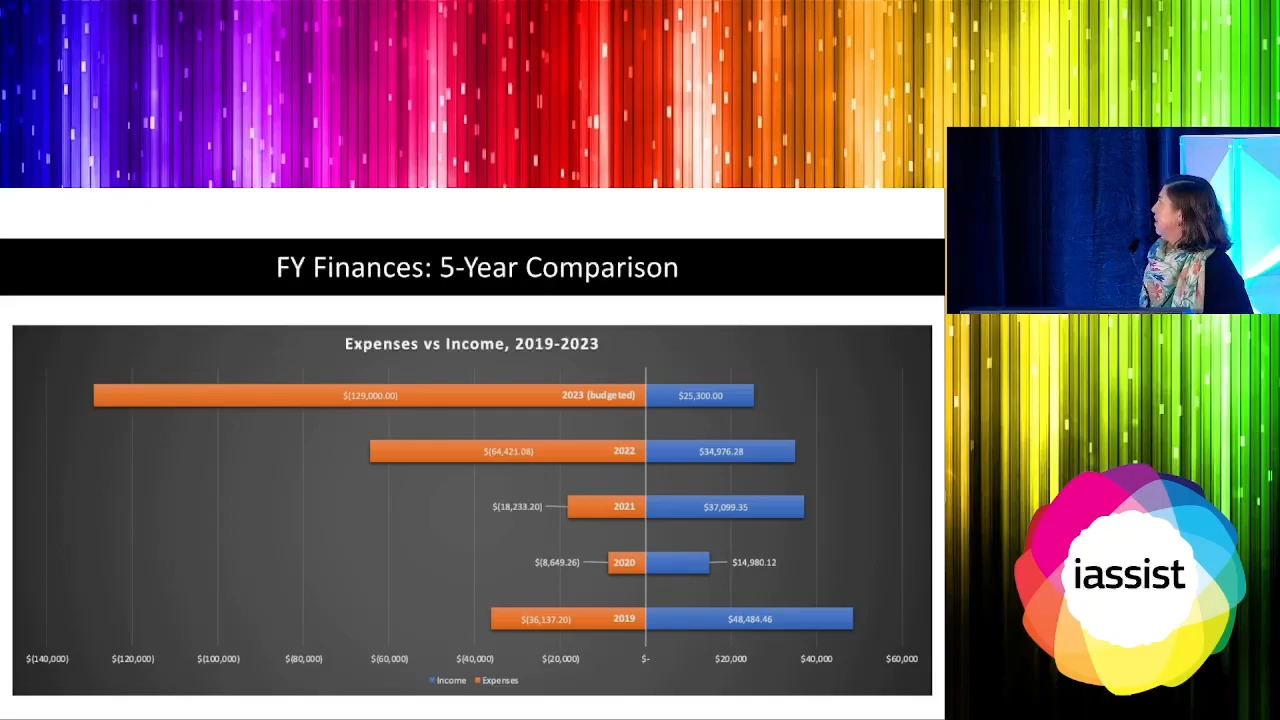 FY Finances: 5-Year Comparison
Expenses vs Income, 2019-2023
$(129,000.00) 2023 (budgeted) $25,300.00
$(64,421.08) 2022 $34,976.28
$(18,233.20) 2021 $37,099.35
$(8,649.26) 2020 $14,980.12
$(36,137.20) 2019 $48,484.46
$(140,000) $(120,000) $(100,000) $(80,000) $(60,000) $(40,000) $(20,000) $- $20,000 $40,000 $60,000
Income Expenses
iassist